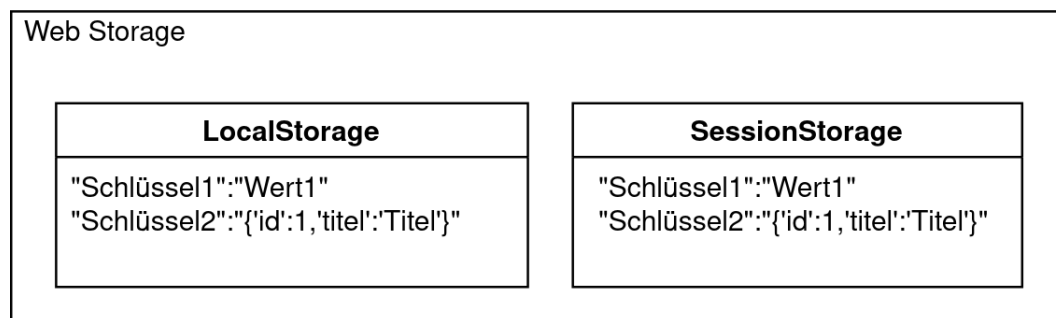 Web Storage
LocalStorage
"Schlüssel1":"Wert1"
"Schlüssel2":"{'id':1,'titel':'Titel'}"
SessionStorage
"Schlüssel1":"Wert1"
"Schlüssel2":"{'id':1,'titel':'Titel'}"